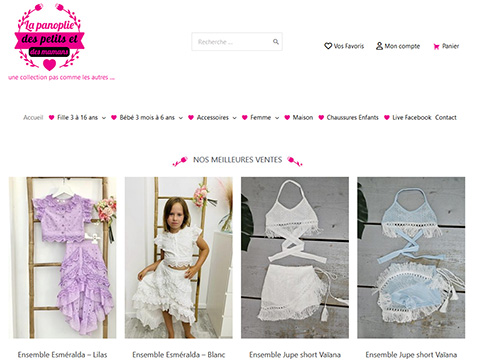 La panoplie
des petits et
des mamans
une collection pas comme les autres ...
Recherche ...
Vos Favoris
Mon compte
Panier
Accueil Fille 3 à 16 ans Bébé 3 mois à 6 ans Accessoires Femme Maison Chaussures Enfants Live Facebook Contact
NOS MEILLEURES VENTES
Ensemble Esméralda – Lilas
Ensemble Esméralda – Blanc
Ensemble Jupe short Vaïana
Ensemble Jupe short Vaïana